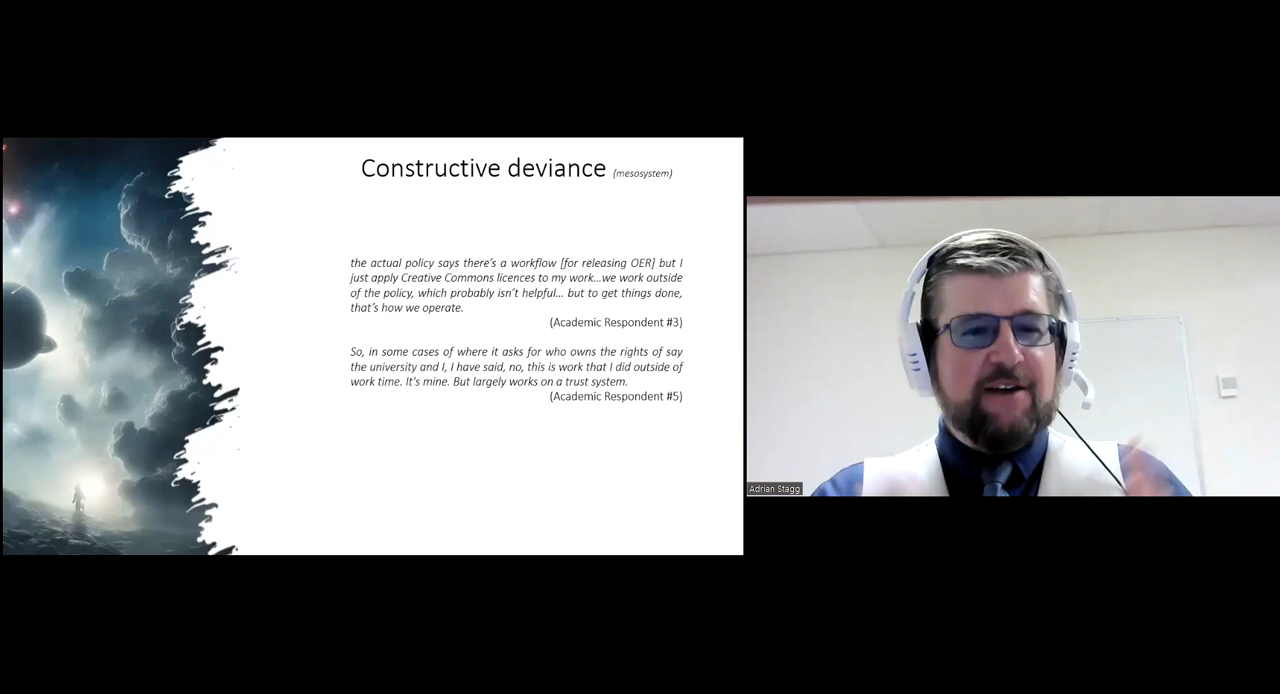 Constructive deviance (mesosystem)
the actual policy says there's a workflow [for releasing OER] but I
just apply Creative Commons licences to my work...we work outside
of the policy, which probably isn't helpful... but to get things done,
that's how we operate.
(Academic Respondent #3)
So, in some cases of where it asks for who owns the rights of say
the university and I, I have said, no, this is work that I did outside of
work time. It's mine. But largely works on a trust system.
(Academic Respondent #5)
Adrian Stagg